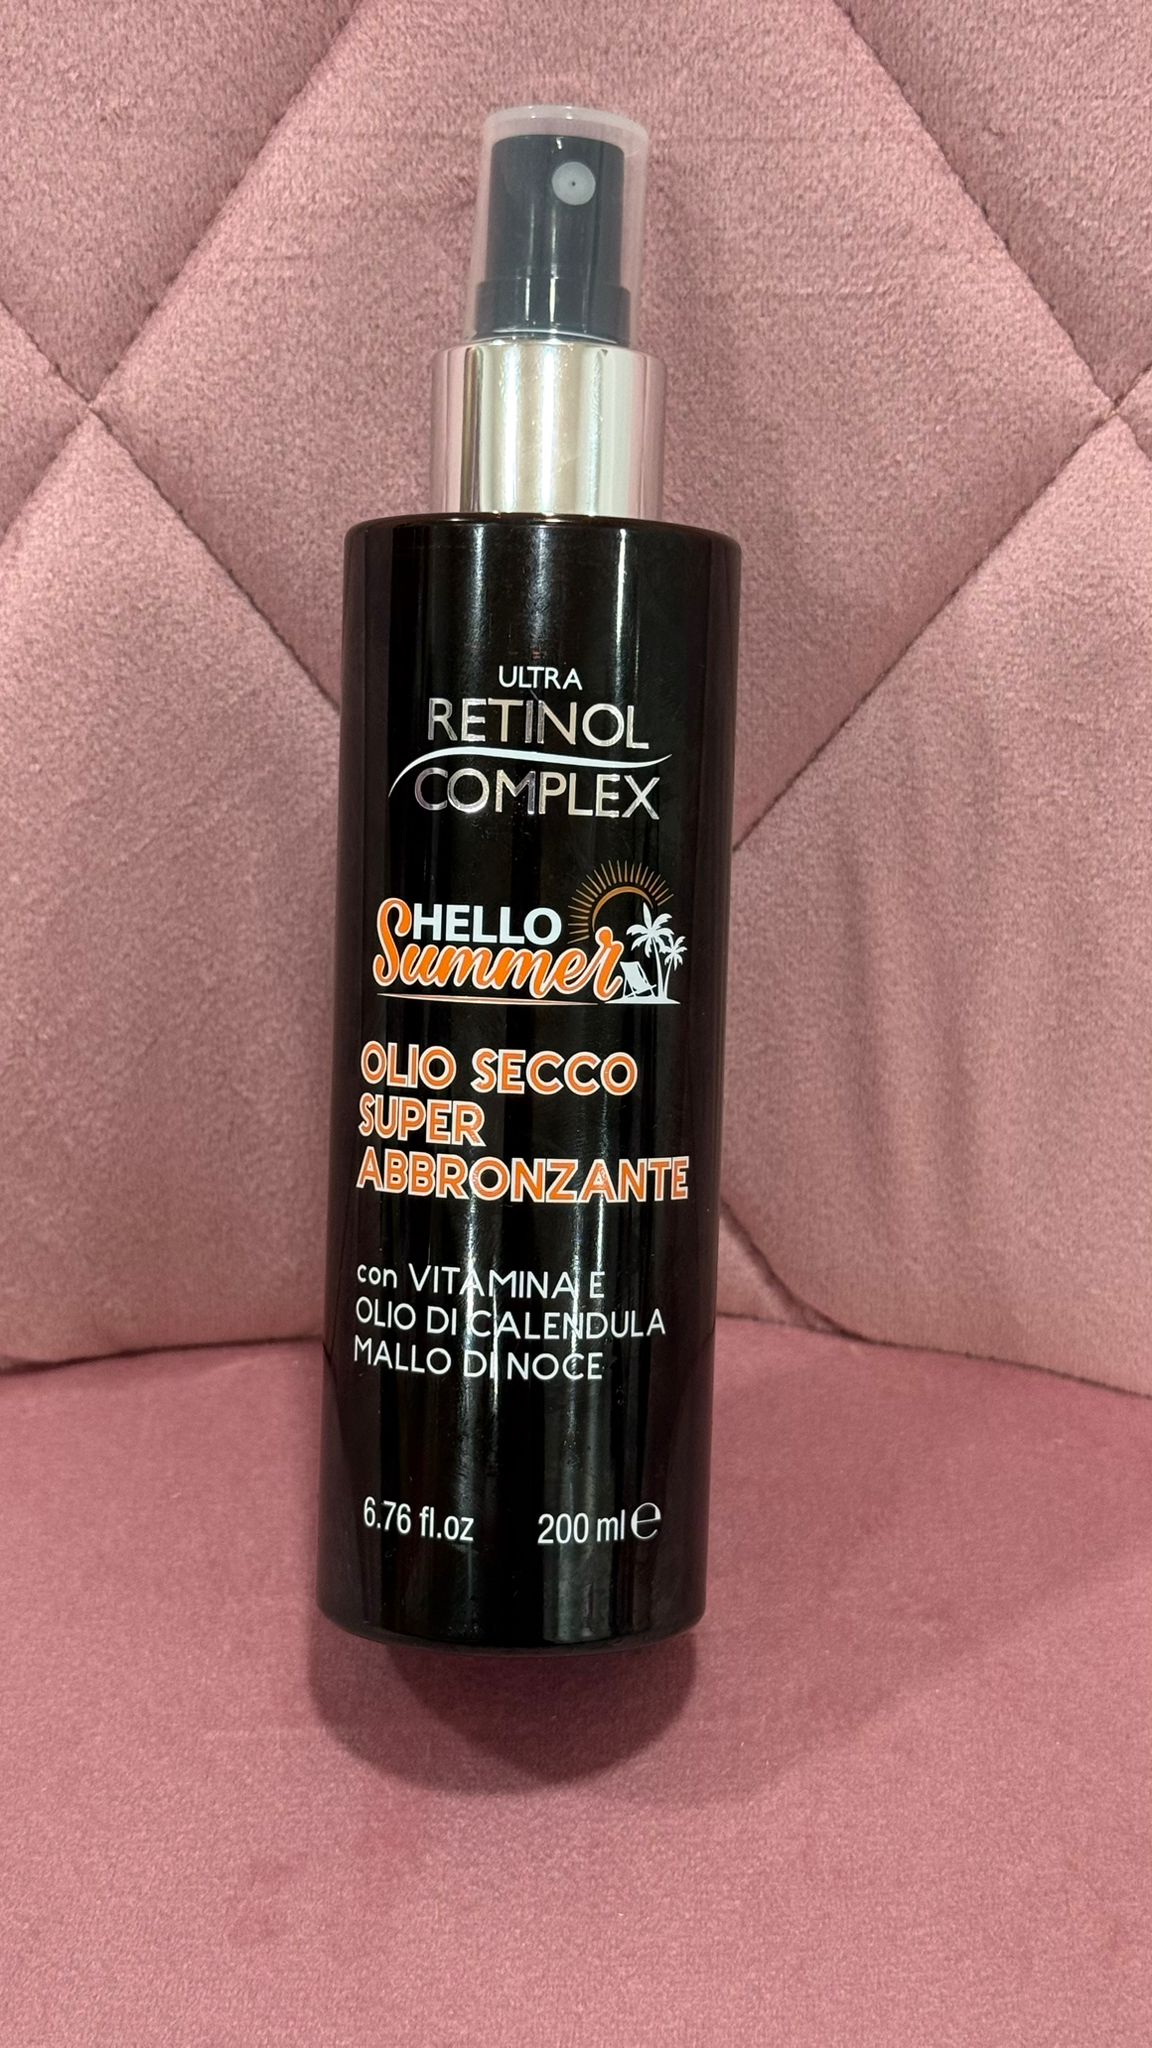 ULTRA
RETINOL
COMPLEX
HELLO
Summer
OLIO SECCO
SUPER
ABBRONZANTE
con VITAMINA E
OLIO DI CALENDULA
MALLO DI NOCE
6.76 fl.oz 200 ml ℮